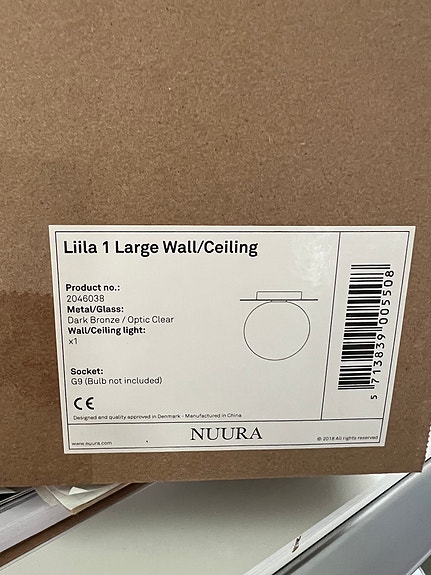 Liila 1 Large Wall/Ceiling
Product no.:
2046038
Metal/Glass:
Dark Bronze / Optic Clear
Wall/Ceiling light:
x1
Socket:
G9 (Bulb not included)
CE
Designed and quality approved in Denmark - Manufactured in China
www.nuura.com
NUURA
© 2018 All rights reserved
5 713839 005508